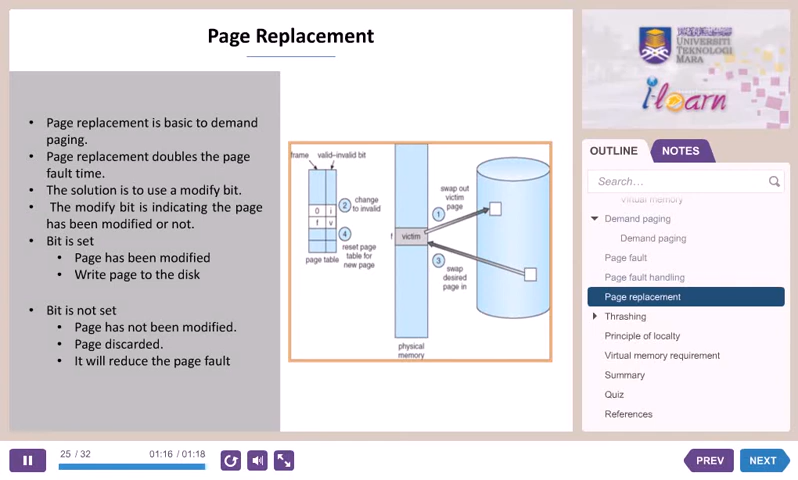 Page Replacement
• Page replacement is basic to demand
paging.
• Page replacement doubles the page
fault time.
• The solution is to use a modify bit.
• The modify bit is indicating the page
has been modified or not.
• Bit is set
• Page has been modified
• Write page to the disk
• Bit is not set
• Page has not been modified.
• Page discarded.
• It will reduce the page fault
frame valid–invalid bit
0 i
f v
page table
2 change
to invalid
4
reset page
table for
new page
f victim
physical
memory
swap out
victim
page
1
3
swap
desired
page in
UNIVERSITI
TEKNOLOGI
MARA
i-learn
OUTLINE NOTES
Search...
Virtual memory
Demand paging
Demand paging
Page fault
Page fault handling
Page replacement
Thrashing
Principle of localty
Virtual memory requirement
Summary
Quiz
References
25 / 32 01:16 / 01:18
PREV NEXT